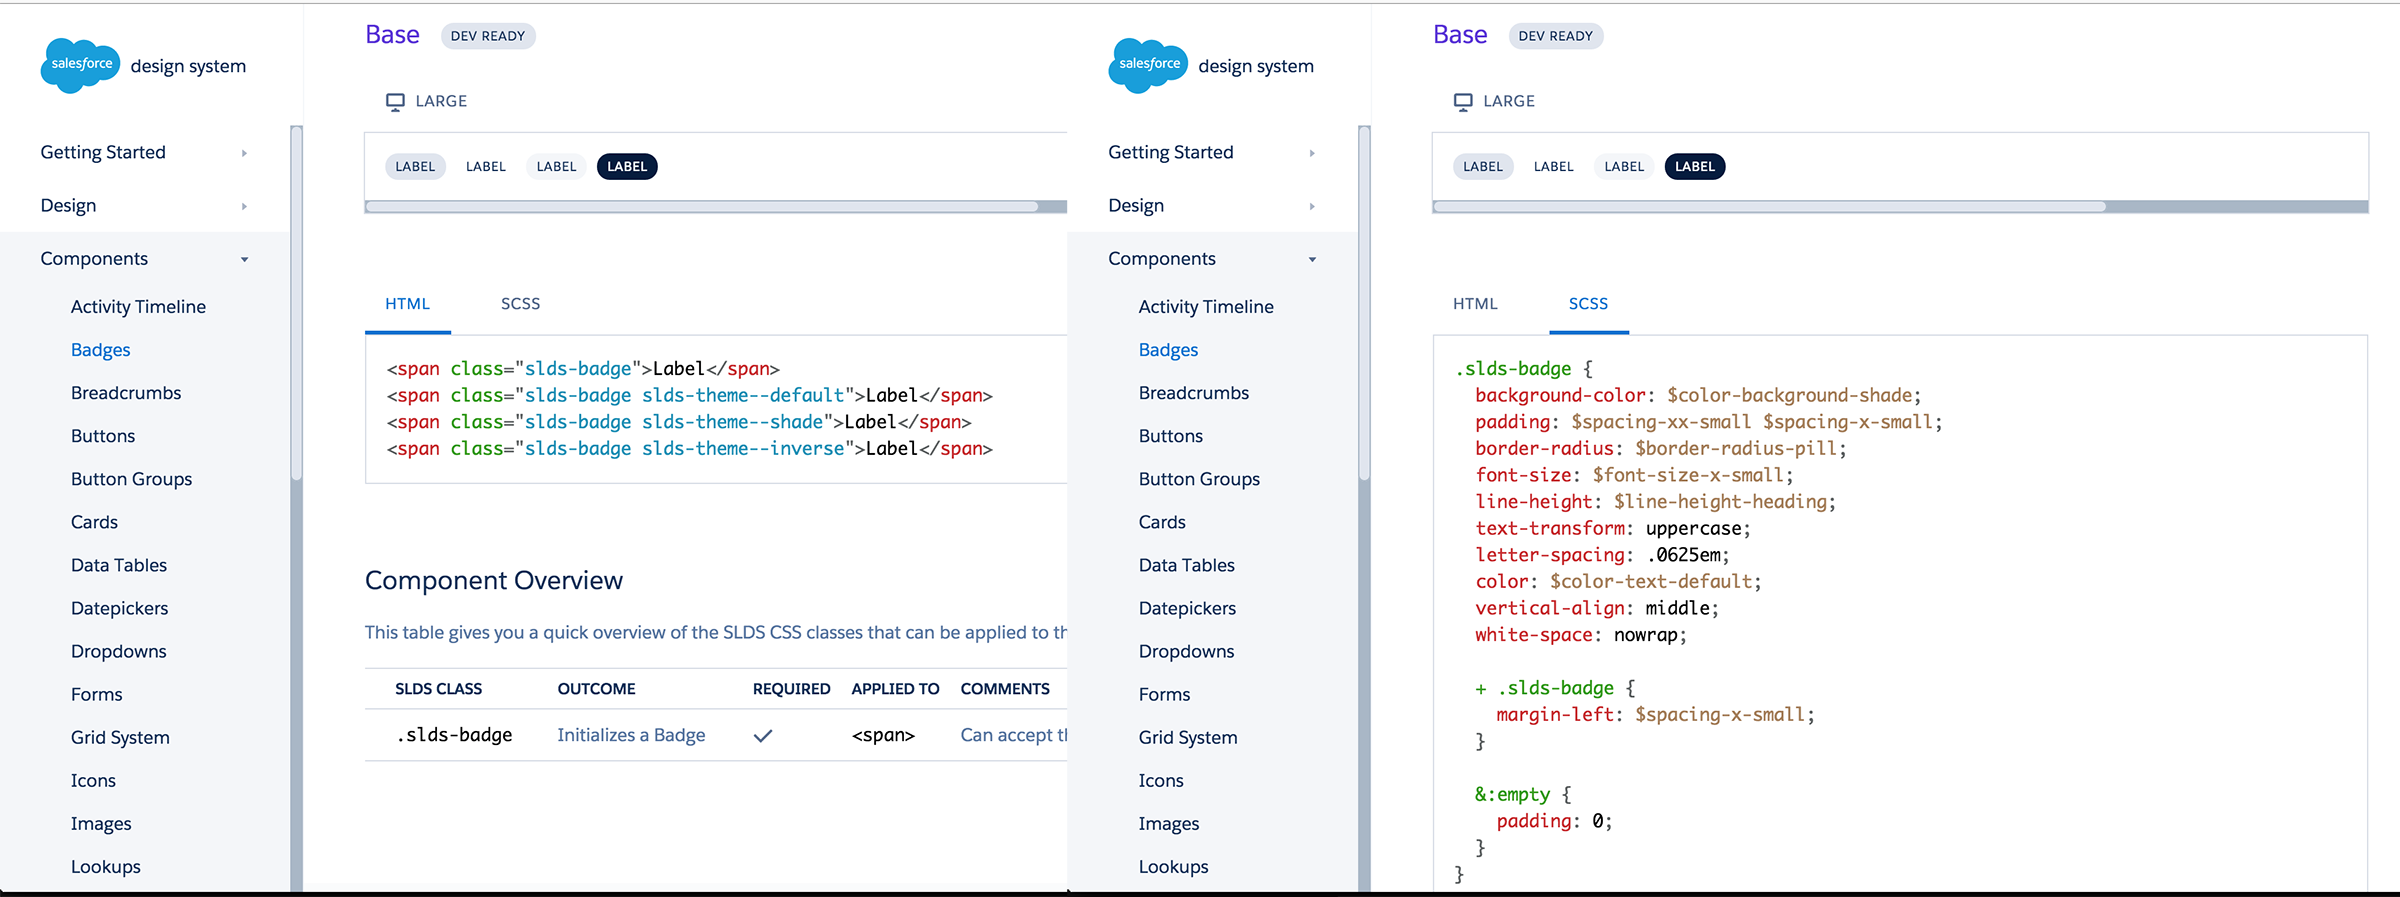 salesforce design system
Getting Started
Design
Components
Activity Timeline
Badges
Breadcrumbs
Buttons
Button Groups
Cards
Data Tables
Datepickers
Dropdowns
Forms
Grid System
Icons
Images
Lookups
Base DEV READY
LARGE
LABEL LABEL LABEL LABEL
HTML SCSS
<span class="slds-badge">Label</span>
<span class="slds-badge slds-theme--default">Label</span>
<span class="slds-badge slds-theme--shade">Label</span>
<span class="slds-badge slds-theme--inverse">Label</span>
Component Overview
This table gives you a quick overview of the SLDS CSS classes that can be applied to th
SLDS CLASS OUTCOME REQUIRED APPLIED TO COMMENTS
.slds-badge Initializes a Badge <span> Can accept th
salesforce design system
Getting Started
Design
Components
Activity Timeline
Badges
Breadcrumbs
Buttons
Button Groups
Cards
Data Tables
Datepickers
Dropdowns
Forms
Grid System
Icons
Images
Lookups
Base DEV READY
LARGE
LABEL LABEL LABEL LABEL
HTML SCSS
.slds-badge {
background-color: $color-background-shade;
padding: $spacing-xx-small $spacing-x-small;
border-radius: $border-radius-pill;
font-size: $font-size-x-small;
line-height: $line-height-heading;
text-transform: uppercase;
letter-spacing: .0625em;
color: $color-text-default;
vertical-align: middle;
white-space: nowrap;
+ .slds-badge {
margin-left: $spacing-x-small;
}
&:empty {
padding: 0;
}
}